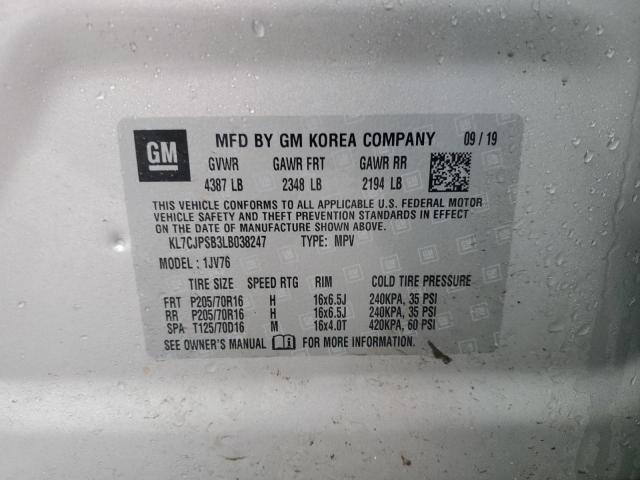 GM MFD BY GM KOREA COMPANY 09/19
GVWR GAWR FRT GAWR RR
4387 LB 2348 LB 2194 LB
THIS VEHICLE CONFORMS TO ALL APPLICABLE U.S. FEDERAL MOTOR
VEHICLE SAFETY AND THEFT PREVENTION STANDARDS IN EFFECT
ON THE DATE OF MANUFACTURE SHOWN ABOVE.
KL7CJPSB3LB038247 TYPE: MPV
MODEL: 1JV76
TIRE SIZE SPEED RTG RIM COLD TIRE PRESSURE
FRT P205/70R16 H 16x6.5J 240KPA, 35 PSI
RR P205/70R16 H 16x6.5J 240KPA, 35 PSI
SPA T125/70D16 M 16x4.0T 420KPA, 60 PSI
SEE OWNER'S MANUAL FOR MORE INFORMATION.